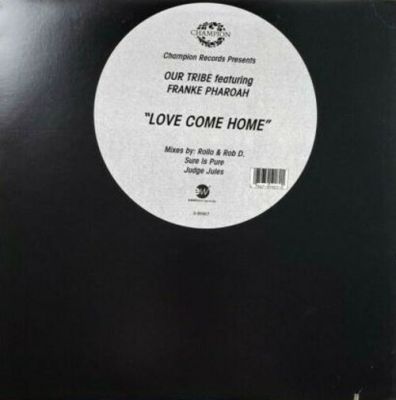 CHAMPION
Champion Records Presents
OUR TRIBE featuring
FRANKE PHAROAH
"LOVE COME HOME"
Mixes by: Rollo & Rob D.
Sure Is Pure
Judge Jules